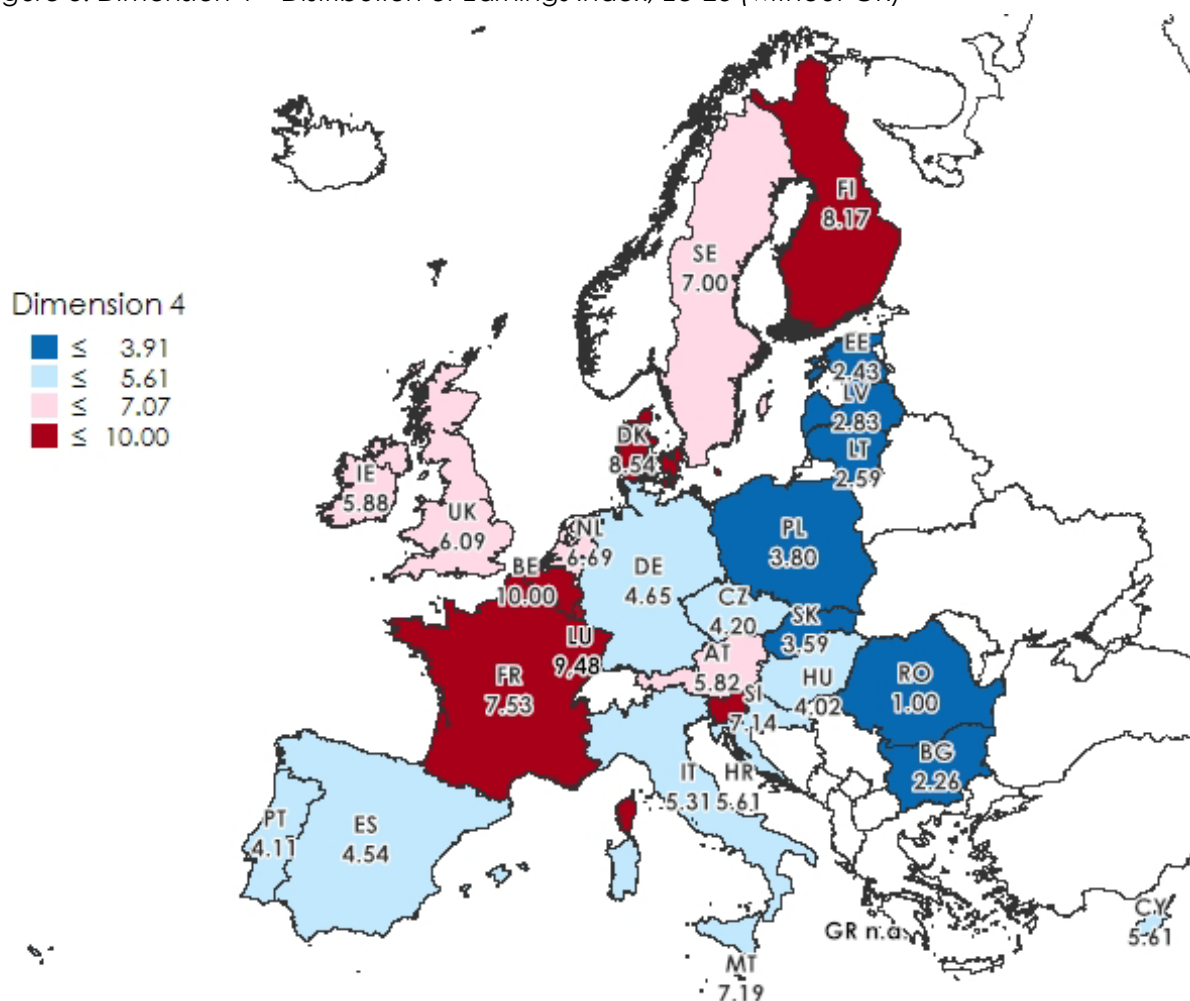 Dimension 4
≤ 3.91
≤ 5.61
≤ 7.07
≤ 10.00
FI
8.17
SE
7.00
EE
2.43
LV
2.83
LT
2.59
DK
8.54
IE
5.88
UK
6.09
NL
6.69
BE
10.00
DE
4.65
PL
3.80
CZ
4.20
SK
3.59
LU
9,48
AT
5.82
HU
4.02
FR
7.53
SI
7.14
RO
1.00
BG
2.26
IT
5.31
HR
5.61
PT
4.11
ES
4.54
GR n.a.
CY
5.61
MT
7.19